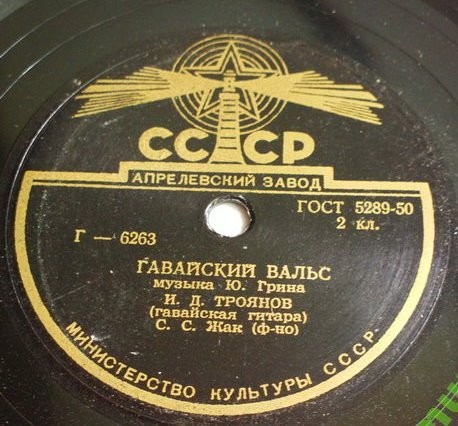 СССР
АПРЕЛЕВСКИЙ ЗАВОД
ГОСТ 5289-50
2 кл.
Г — 6263
ГАВАЙСКИЙ ВАЛЬС
музыка Ю. Грина
И. Д. ТРОЯНОВ
(гавайская гитара)
С. С. Жак (ф-но)
МИНИСТЕРСТВО КУЛЬТУРЫ СССР